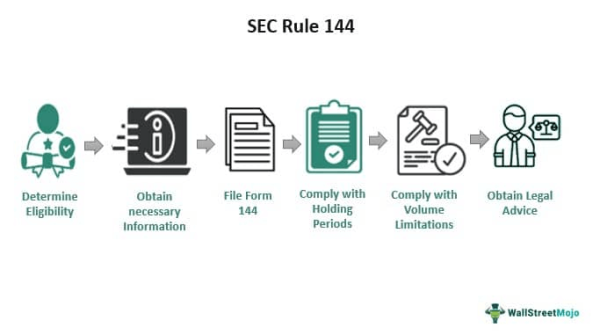 SEC Rule 144
Determine
Eligibility
Obtain
necessary
Information
File Form
144
Comply with
Holding
Periods
Comply with
Volume
Limitations
Obtain Legal
Advice
WallStreetMojo